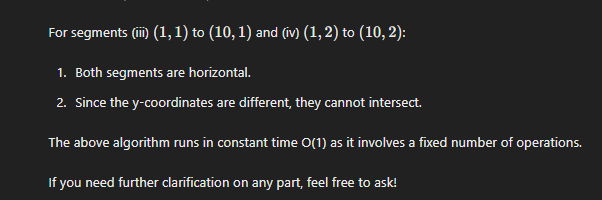 For segments (iii) (1, 1) to (10, 1) and (iv) (1, 2) to (10, 2):
1. Both segments are horizontal.
2. Since the y-coordinates are different, they cannot intersect.
The above algorithm runs in constant time O(1) as it involves a fixed number of operations.
If you need further clarification on any part, feel free to ask!